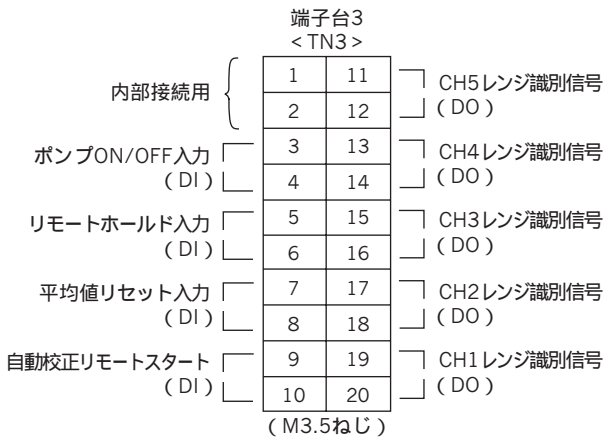 端子台3
<TN3>
内部接続用
1 11
2 12
CH5レンジ識別信号
(DO)
ポンプON/OFF入力
(DI)
3 13
4 14
CH4レンジ識別信号
(DO)
リモートホールド入力
(DI)
5 15
6 16
CH3レンジ識別信号
(DO)
平均値リセット入力
(DI)
7 17
8 18
CH2レンジ識別信号
(DO)
自動校正リモートスタート
(DI)
9 19
10 20
CH1レンジ識別信号
(DO)
(M3.5ねじ)